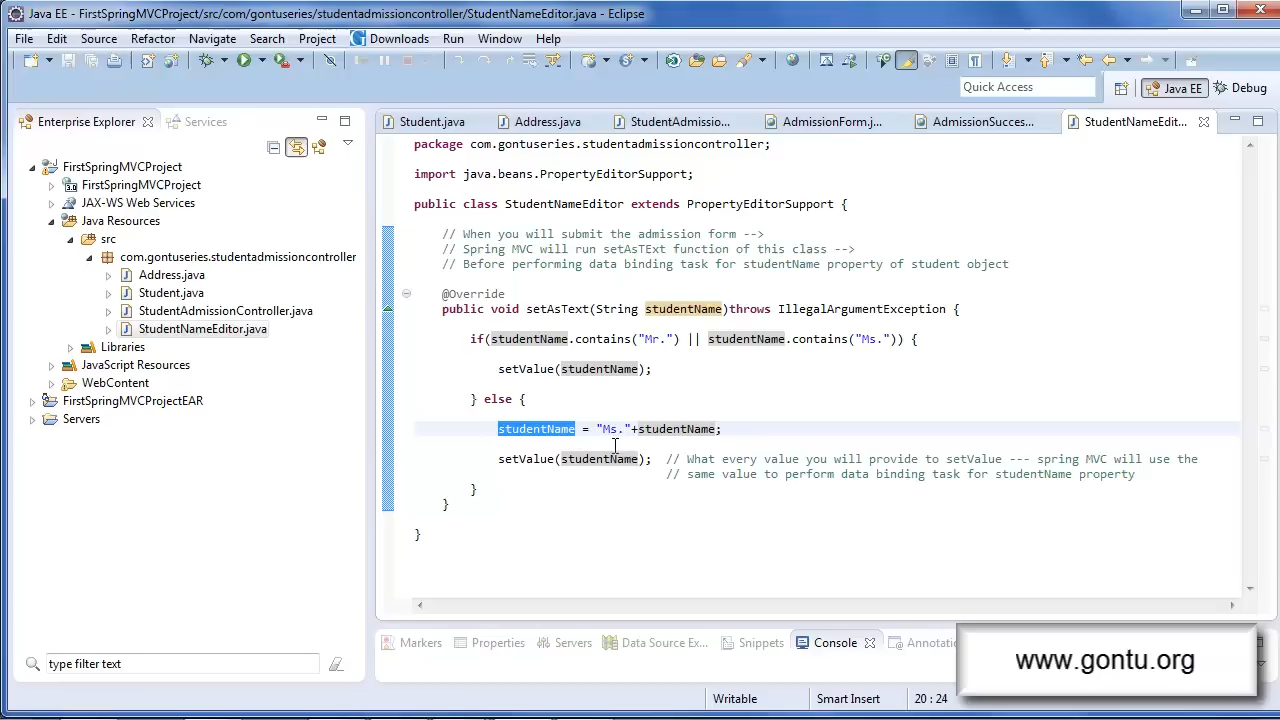 Java EE - FirstSpringMVCProject/src/com/gontuseries/studentadmissioncontroller/StudentNameEditor.java - Eclipse
File Edit Source Refactor Navigate Search Project Downloads Run Window Help
Quick Access
Java EE
Debug
Enterprise Explorer
Services
FirstSpringMVCProject
FirstSpringMVCProject
JAX-WS Web Services
Java Resources
src
com.gontuseries.studentadmissioncontroller
Address.java
Student.java
StudentAdmissionController.java
StudentNameEditor.java
Libraries
JavaScript Resources
WebContent
FirstSpringMVCProjectEAR
Servers
type filter text
Student.java Address.java StudentAdmissio... AdmissionForm.j... AdmissionSucces... StudentNameEdit...
package com.gontuseries.studentadmissioncontroller;
import java.beans.PropertyEditorSupport;
public class StudentNameEditor extends PropertyEditorSupport {
// When you will submit the admission form -->
// Spring MVC will run setAsTExt function of this class -->
// Before performing data binding task for studentName property of student object
@Override
public void setAsText(String studentName)throws IllegalArgumentException {
if(studentName.contains("Mr.") || studentName.contains("Ms.")) {
setValue(studentName);
} else {
studentName = "Ms."+studentName;
setValue(studentName); // What every value you will provide to setValue --- spring MVC will use the
// same value to perform data binding task for studentName property
}
}
}
Markers Properties Servers Data Source Ex... Snippets Console Annotatio
www.gontu.org
Writable Smart Insert 20 : 24